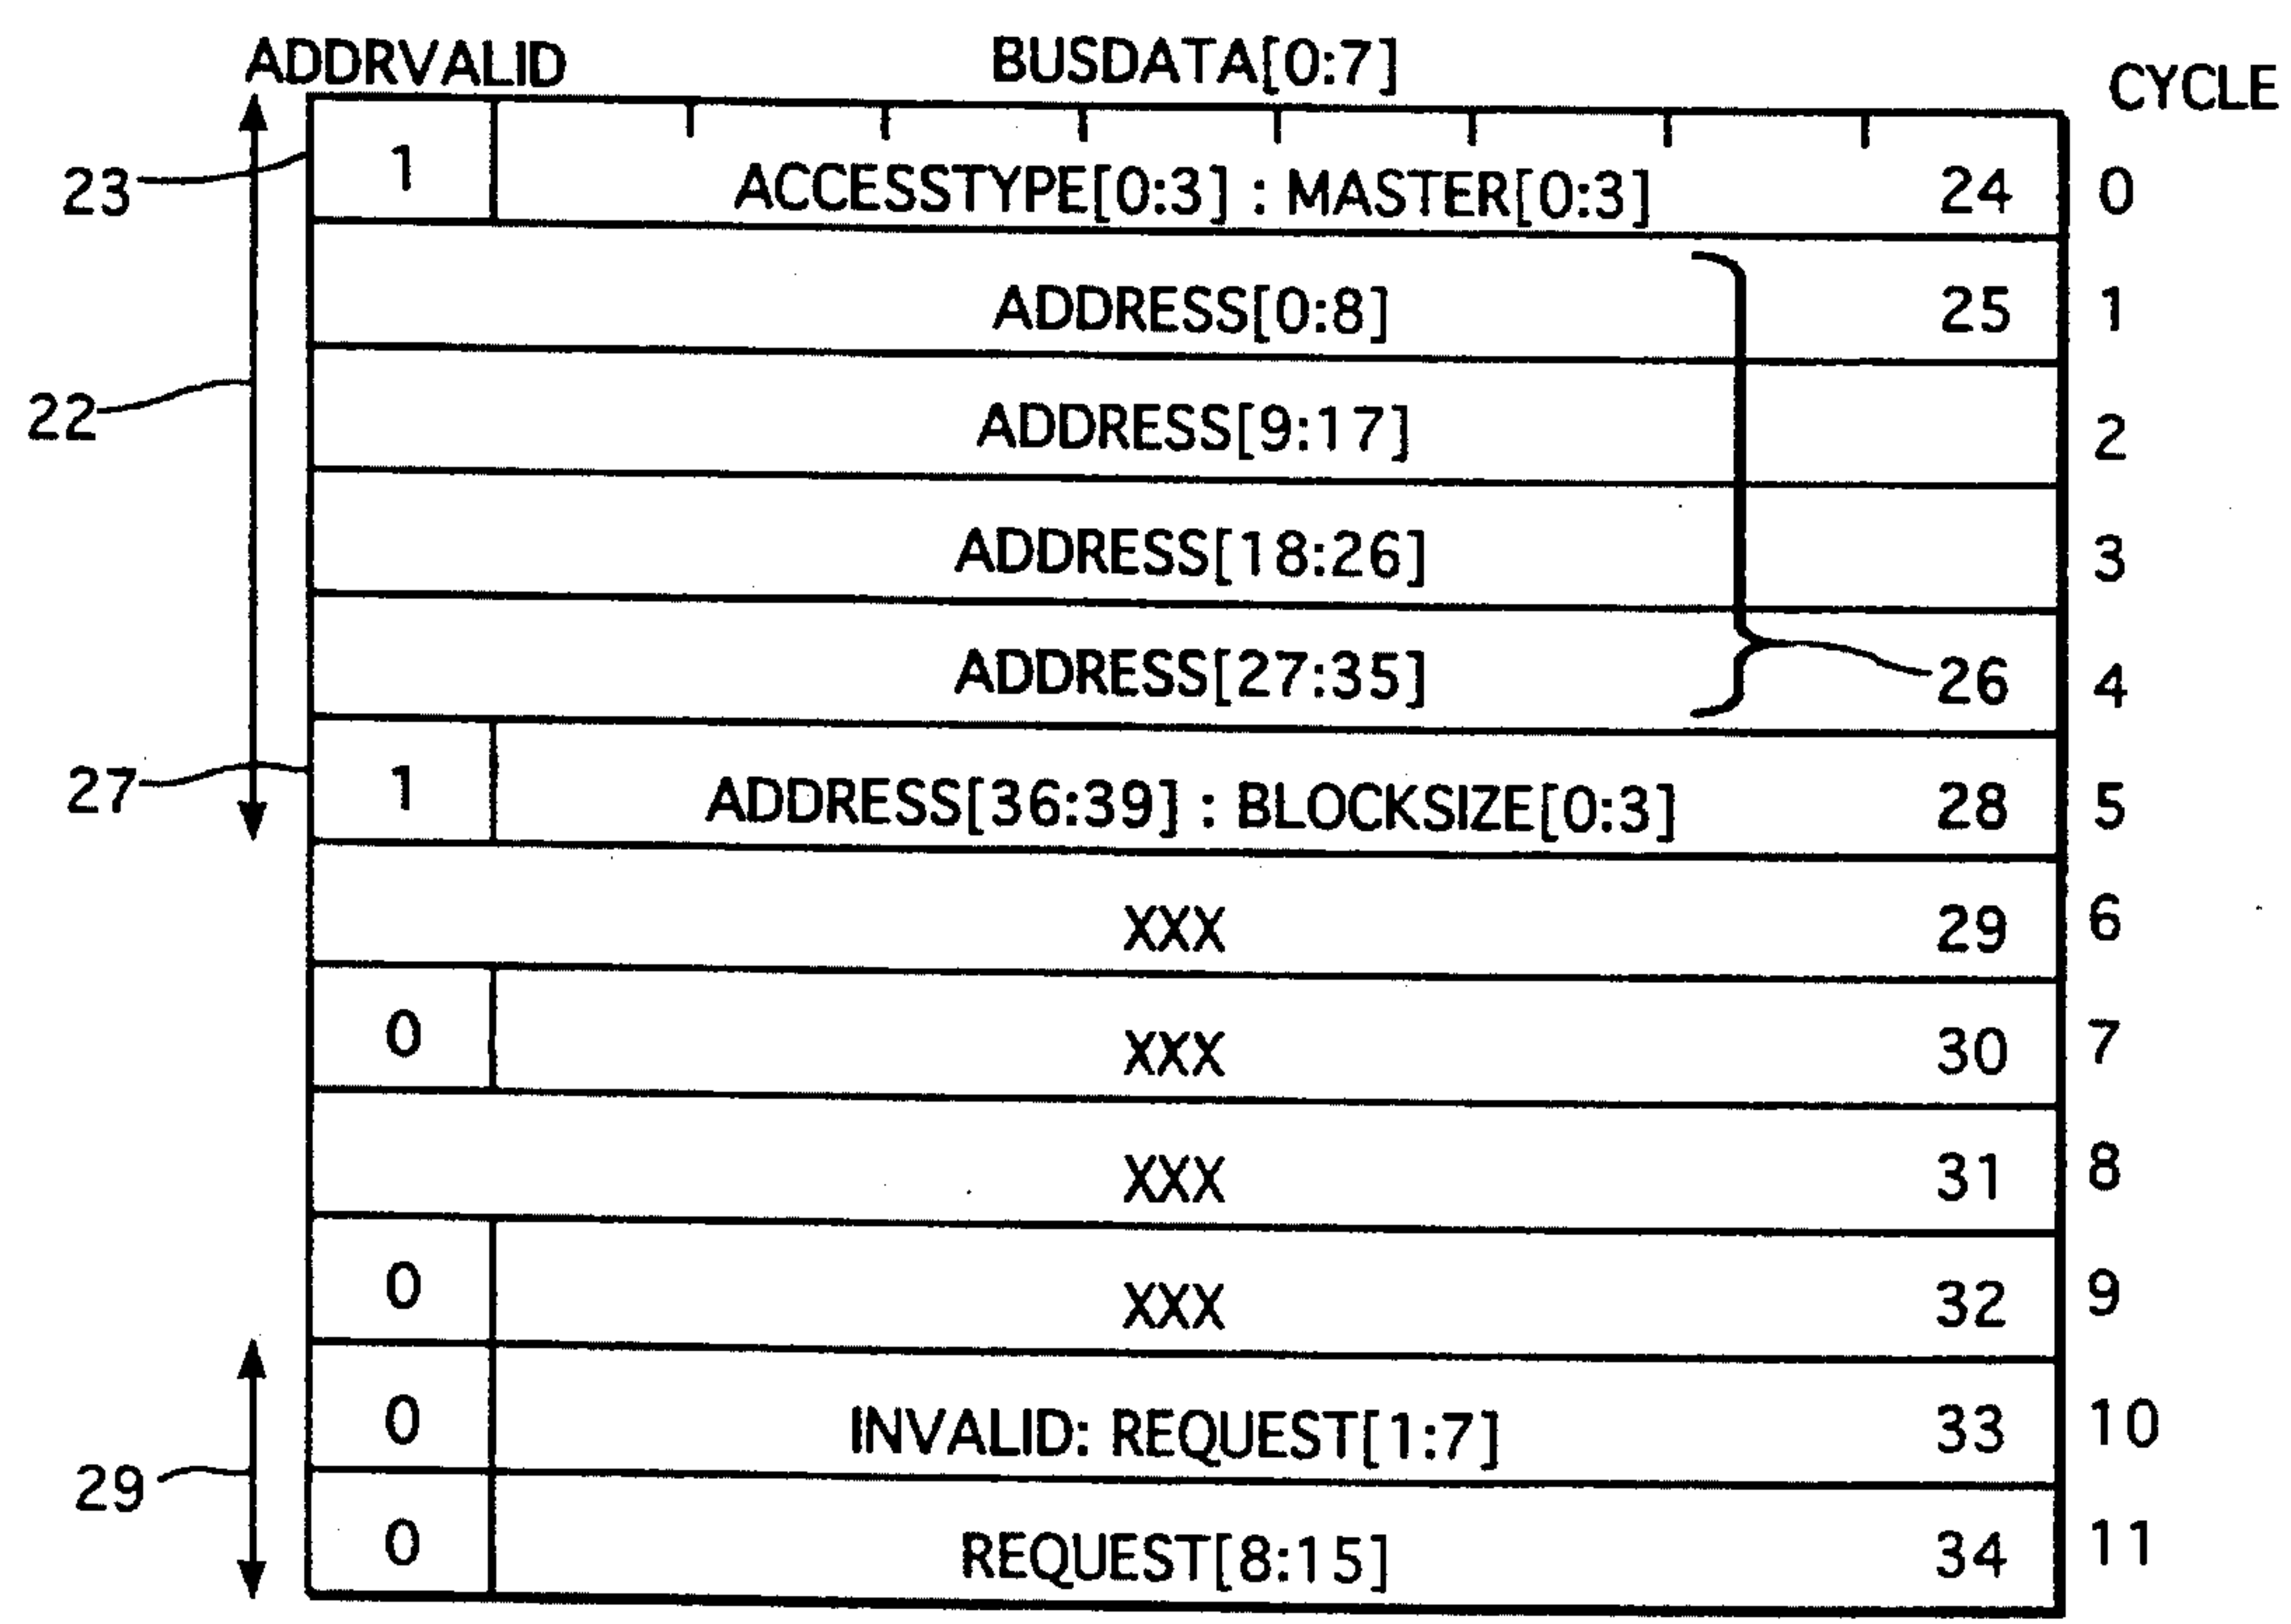 ADDRVALID BUSDATA[0:7] CYCLE
23 1 ACCESSTYPE[0:3] : MASTER[0:3] 24 0
ADDRESS[0:8] 25 1
22 ADDRESS[9:17] 2
ADDRESS[18:26] 3
ADDRESS[27:35] 26 4
27 1 ADDRESS[36:39] : BLOCKSIZE[0:3] 28 5
XXX 29 6
0 XXX 30 7
XXX 31 8
0 XXX 32 9
0 INVALID: REQUEST[1:7] 33 10
29
0 REQUEST[8:15] 34 11